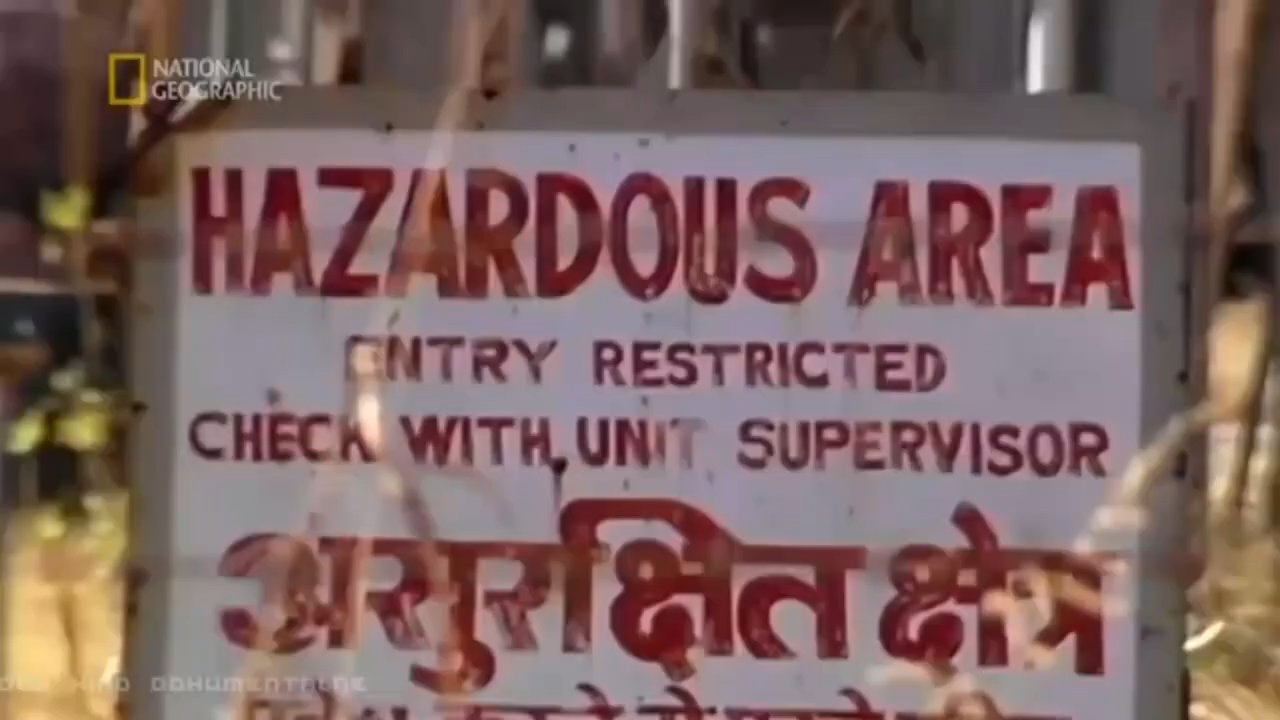 NATIONAL
GEOGRAPHIC
HAZARDOUS AREA
ENTRY RESTRICTED
CHECK WITH UNIT SUPERVISOR
असुरक्षित क्षेत्र